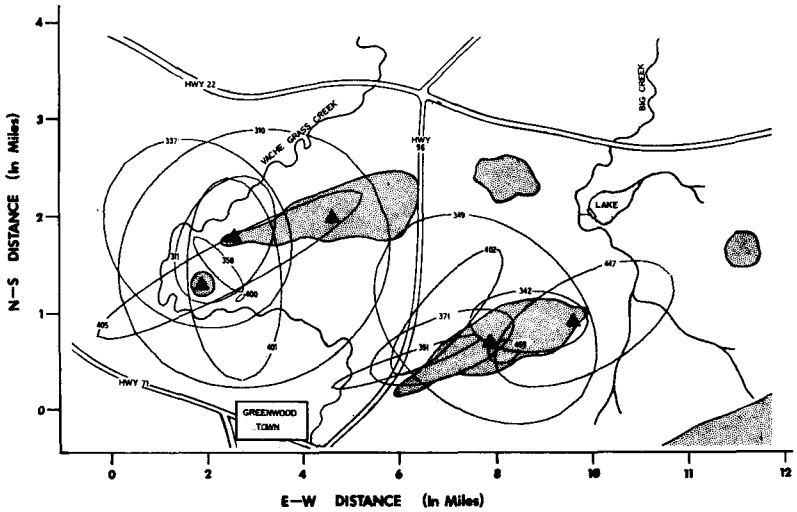 4
HWY 22
BIG CREEK
3
VACHE GRASS CREEK
337
310
HWY
96
N–S DISTANCE (In Miles)
2
LAKE
349
311
358
402
447
400
342
1
371
405
401
391
HWY 71
0
GREENWOOD
TOWN
0 2 4 6 8 10 11 12
E–W DISTANCE (In Miles)